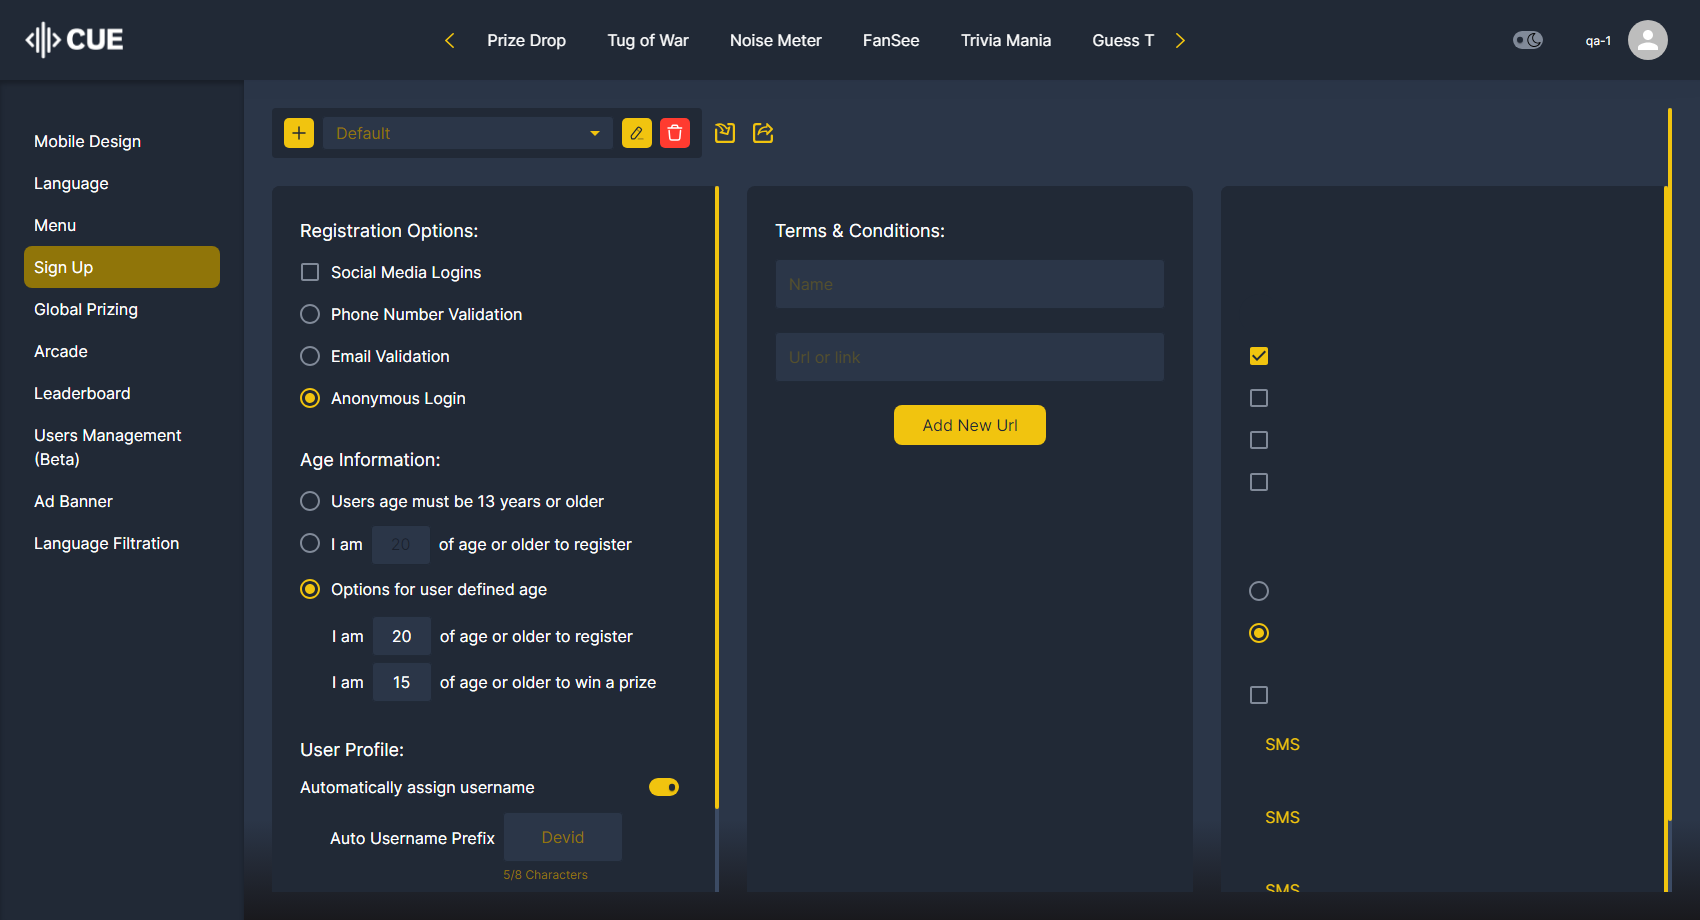 CUE
Prize Drop
Tug of War
Noise Meter
FanSee
Trivia Mania
Guess T
qa-1
Mobile Design
Language
Menu
Sign Up
Global Prizing
Arcade
Leaderboard
Users Management
(Beta)
Ad Banner
Language Filtration
Default
Registration Options:
Social Media Logins
Phone Number Validation
Email Validation
Anonymous Login
Age Information:
Users age must be 13 years or older
I am 20 of age or older to register
Options for user defined age
I am 20 of age or older to register
I am 15 of age or older to win a prize
User Profile:
Automatically assign username
Auto Username Prefix Devid
5/8 Characters
Terms & Conditions:
Name
Url or link
Add New Url
SMS
SMS
SMS